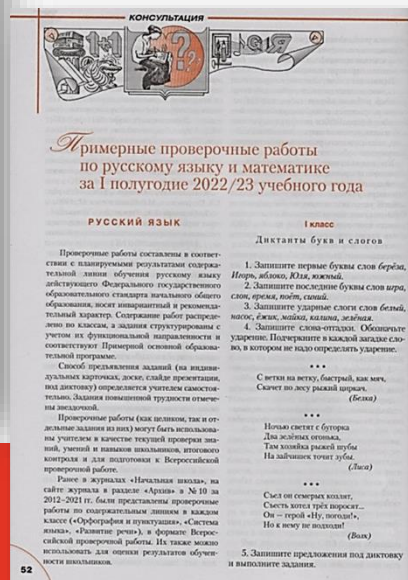 КОНСУЛЬТАЦИЯ
Примерные проверочные работы
по русскому языку и математике
за I полугодие 2022/23 учебного года
РУССКИЙ ЯЗЫК
Проверочные работы составлены в соответ-
ствии с планируемыми результатами содержа-
тельной линии обучения русскому языку
действующего Федерального государственного
образовательного стандарта начального общего
образования, носят инвариантный и рекоменда-
тельный характер. Содержание работ распреде-
лено по классам, а задания структурированы с
учетом их функциональной направленности и
соответствуют Примерной основной образова-
тельной программе.
Способ предъявления заданий (на индиви-
дуальных карточках, доске, слайде презентации,
под диктовку) определяется учителем самостоя-
тельно. Задания повышенной трудности отмече-
ны звездочкой.
Проверочные работы (как целиком, так и от-
дельные задания из них) могут быть использова-
ны учителем в качестве текущей проверки зна-
ний, умений и навыков школьников, итогового
контроля и для подготовки к Всероссийской
проверочной работе.
Ранее в журналах «Начальная школа», на
сайте журнала в разделе «Архив» в № 10 за
2012–2021 гг. были представлены проверочные
работы по содержательным линиям в каждом
классе («Орфография и пунктуация», «Система
языка», «Развитие речи»), в формате Всерос-
сийской проверочной работы. Их также можно
использовать для оценки результатов обучен-
ности школьников.
52
I класс
Диктанты букв и слогов
1. Запишите первые буквы слов берёза,
Игорь, яблоко, Юля, южный.
2. Запишите последние буквы слов игра,
слон, время, поёт, синий.
3. Запишите ударные слоги слов белый,
насос, ёжик, майка, калина, зелёная.
4. Запишите слова-отгадки. Обозначьте
ударение. Подчеркните в каждой загадке сло-
во, в котором не надо определять ударение.
* * *
С ветки на ветку, быстрый, как мяч,
Скачет по лесу рыжий циркач.
(Белка)
* * *
Ночью светят с бугорка
Два зелёных огонька,
Там хозяйка рыжей шубы
На зайчишек точит зубы.
(Лиса)
* * *
Съел он семерых козлят,
Съесть хотел трёх поросят...
Он – герой «Ну, погоди!»,
Но к нему не подходи!
(Волк)
5. Запишите предложения под диктовку
и выполните задания.